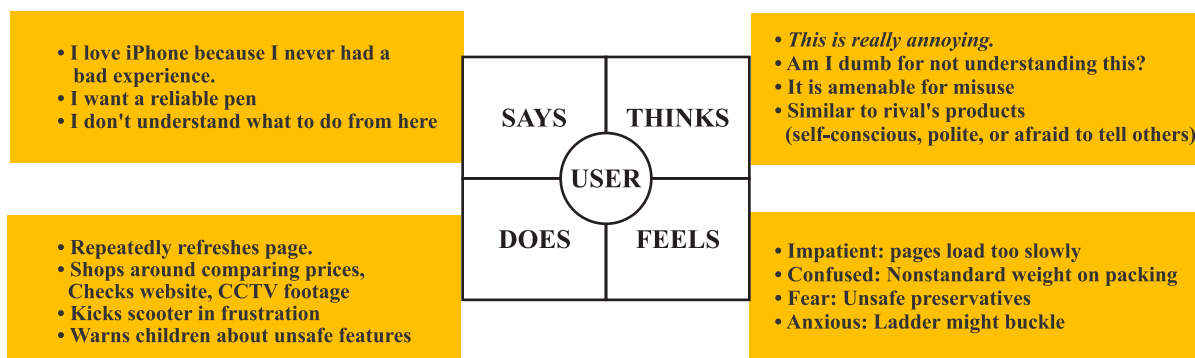 • I love iPhone because I never had a
bad experience.
• I want a reliable pen
• I don't understand what to do from here
• This is really annoying.
• Am I dumb for not understanding this?
• It is amenable for misuse
• Similar to rival's products
(self-conscious, polite, or afraid to tell others)
SAYS
THINKS
USER
DOES
FEELS
• Repeatedly refreshes page.
• Shops around comparing prices,
Checks website, CCTV footage
• Kicks scooter in frustration
• Warns children about unsafe features
• Impatient: pages load too slowly
• Confused: Nonstandard weight on packing
• Fear: Unsafe preservatives
• Anxious: Ladder might buckle